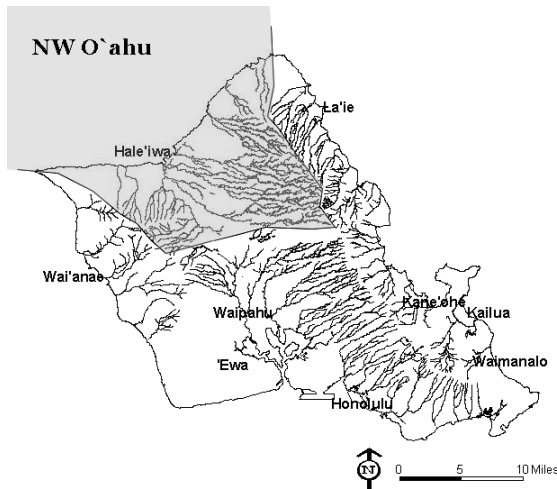 NW O`ahu
La'ie
Hale'iwa
Wai'anae
Kane'ohe
Waipahu
Kailua
'Ewa
Waimanalo
Honolulu
N
0 5 10 Miles